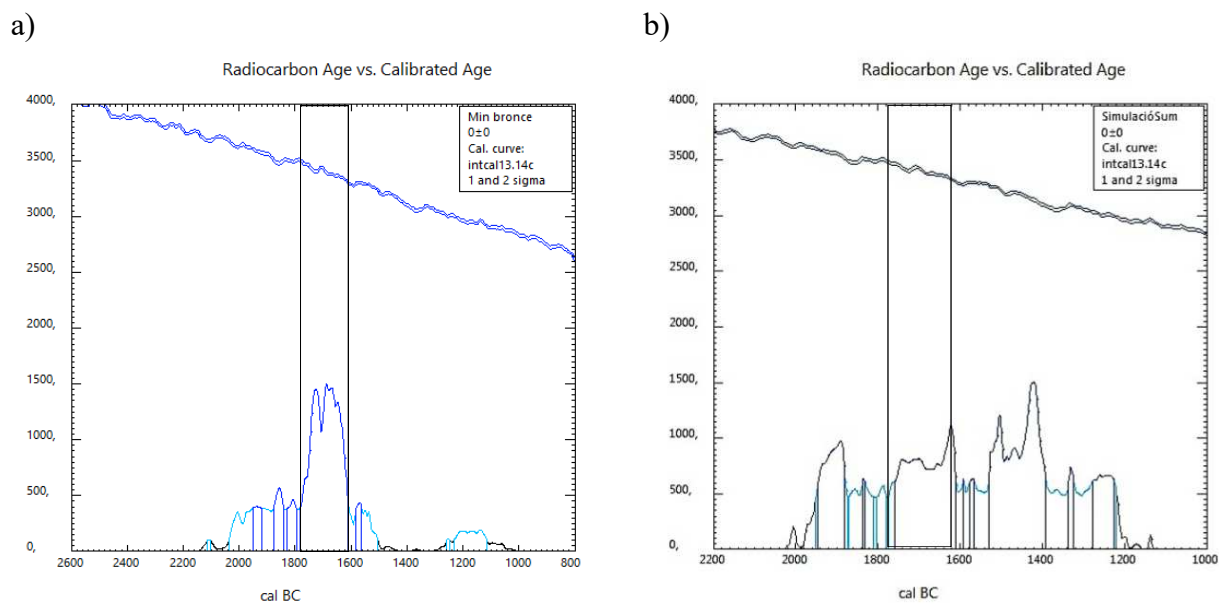 a)
Radiocarbon Age vs. Calibrated Age
4000,
3500,
3000,
2500,
2000,
1500,
1000,
500,
0,
Min bronce
0±0
Cal. curve:
intcal13.14c
1 and 2 sigma
2600 2400 2200 2000 1800 1600 1400 1200 1000 800
cal BC
b)
Radiocarbon Age vs. Calibrated Age
4000,
3500,
3000,
2500,
2000,
1500,
1000,
500,
0,
SimulacióSum
0±0
Cal. curve:
intcal13.14c
1 and 2 sigma
2200 2000 1800 1600 1400 1200 1000
cal BC